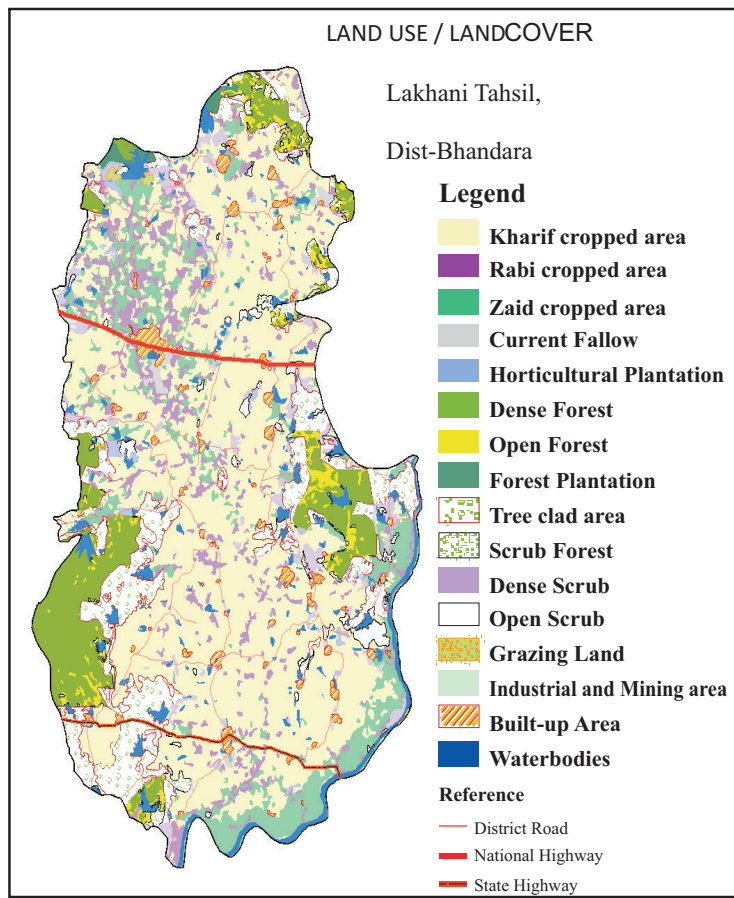 LAND USE / LANDCOVER
Lakhani Tahsil,
Dist-Bhandara
Legend
Kharif cropped area
Rabi cropped area
Zaid cropped area
Current Fallow
Horticultural Plantation
Dense Forest
Open Forest
Forest Plantation
Tree clad area
Scrub Forest
Dense Scrub
Open Scrub
Grazing Land
Industrial and Mining area
Built-up Area
Waterbodies
Reference
District Road
National Highway
State Highway